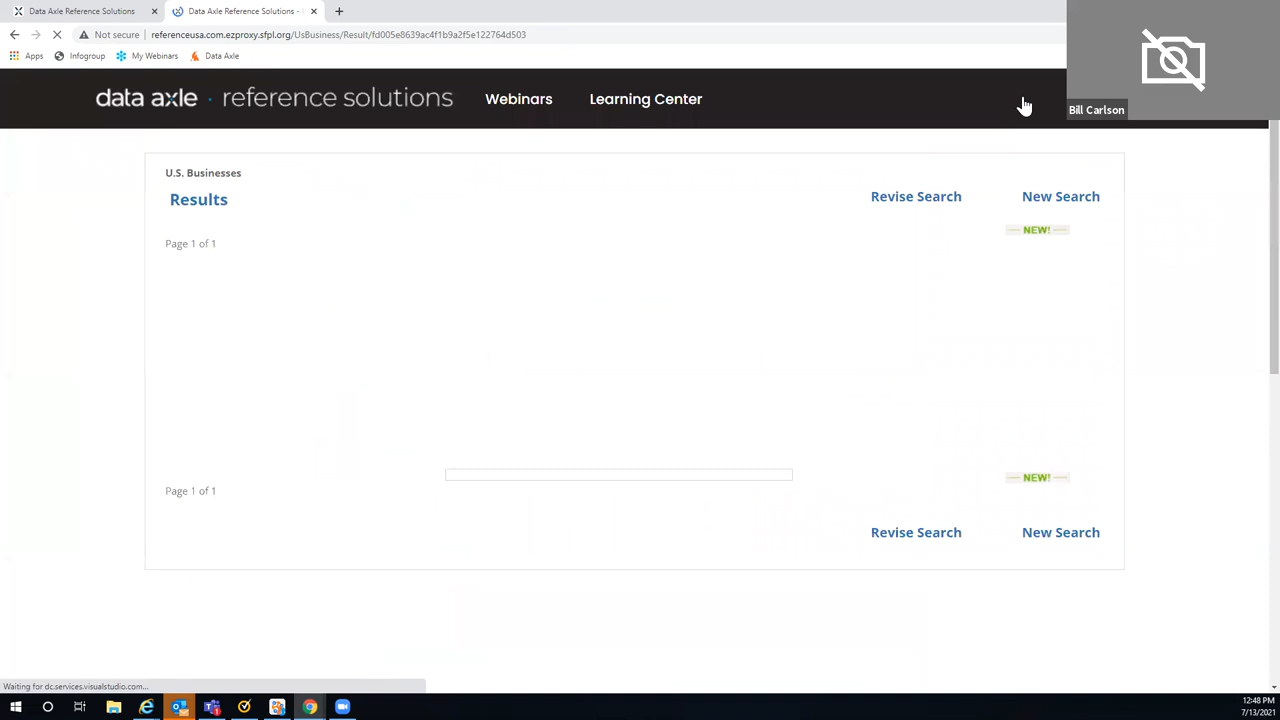 Data Axle Reference Solutions
Data Axle Reference Solutions -
Not secure
referenceusa.com.ezproxy.sfpl.org/UsBusiness/Result/fd005e8639ac4f1b9a2f5e122764d503
Apps
Infogroup
My Webinars
Data Axle
data axle · reference solutions
Webinars
Learning Center
Bill Carlson
U.S. Businesses
Results
Revise Search
New Search
NEW!
Page 1 of 1
NEW!
Page 1 of 1
Revise Search
New Search
Waiting for dc.services.visualstudio.com...
12:48 PM
7/13/2021